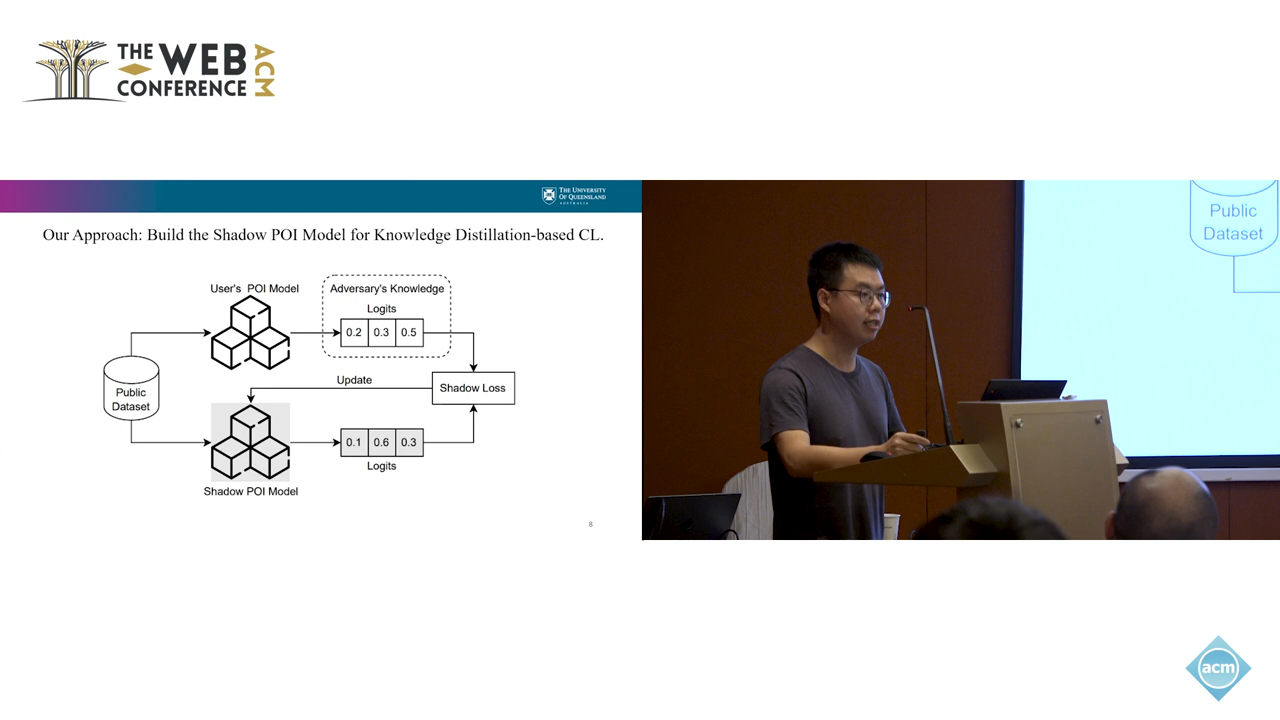 THE WEB
CONFERENCE
ACM
THE UNIVERSITY
OF QUEENSLAND
AUSTRALIA
Our Approach: Build the Shadow POI Model for Knowledge Distillation-based CL.
User's POI Model
Adversary's Knowledge
Logits
0.2 0.3 0.5
Public
Dataset
Update
Shadow Loss
0.1 0.6 0.3
Logits
Shadow POI Model
8
Public
Dataset
acm